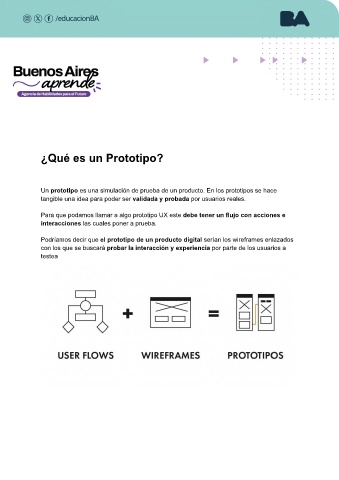 /educacionBA
BA
Buenos Aires
aprende
Agencia de Habilidades para el Futuro
¿Qué es un Prototipo?
Un prototipo es una simulación de prueba de un producto. En los prototipos se hace
tangible una idea para poder ser validada y probada por usuarios reales.
Para que podamos llamar a algo prototipo UX este debe tener un flujo con acciones e
interacciones las cuales poner a prueba.
Podríamos decir que el prototipo de un producto digital serían los wireframes enlazados
con los que se buscará probar la interacción y experiencia por parte de los usuarios a
testea
+
=
USER FLOWS WIREFRAMES PROTOTIPOS